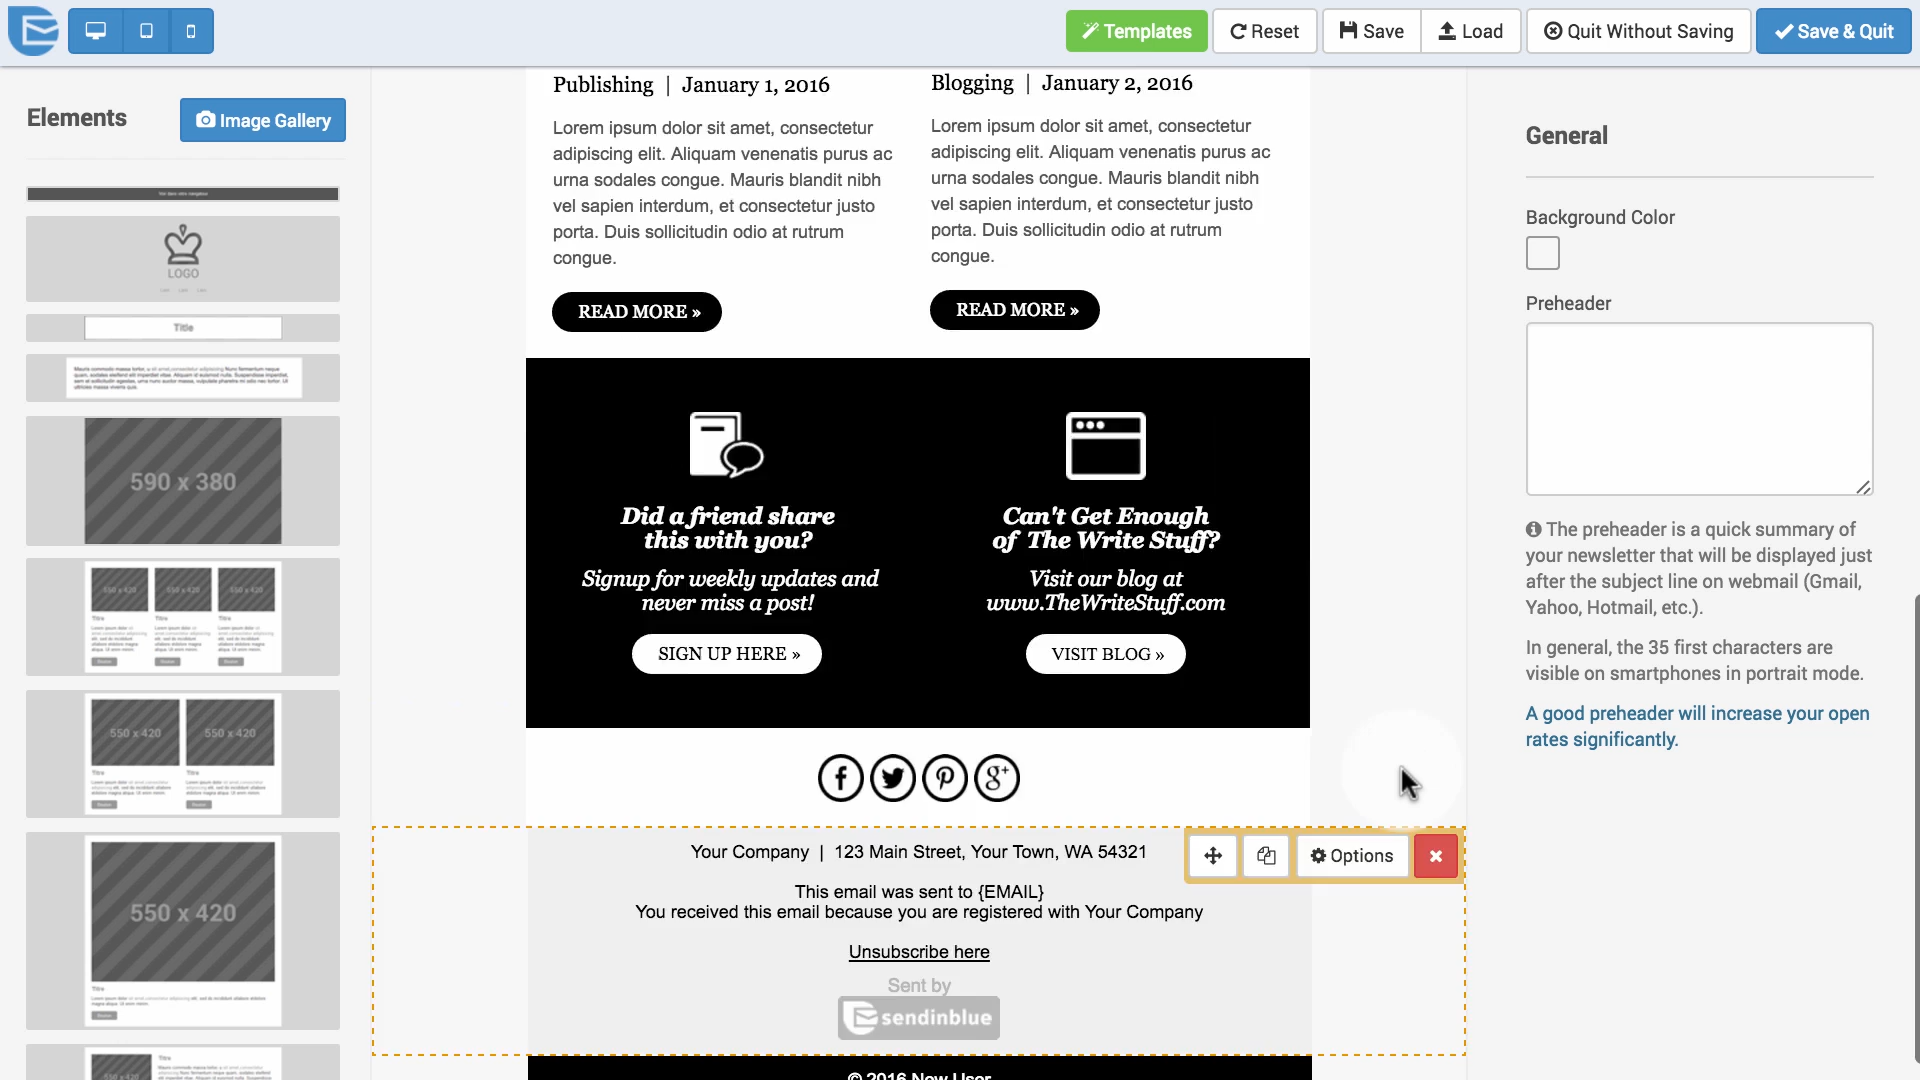 Templates
Reset
Save
Load
Quit Without Saving
Save & Quit
Elements
Image Gallery
LOGO
Title
590 x 380
550 x 420
550 x 420
550 x 420
Publishing | January 1, 2016
Lorem ipsum dolor sit amet, consectetur
adipiscing elit. Aliquam venenatis purus ac
urna sodales congue. Mauris blandit nibh
vel sapien interdum, et consectetur justo
porta. Duis sollicitudin odio at rutrum
congue.
READ MORE »
Blogging | January 2, 2016
Lorem ipsum dolor sit amet, consectetur
adipiscing elit. Aliquam venenatis purus ac
urna sodales congue. Mauris blandit nibh
vel sapien interdum, et consectetur justo
porta. Duis sollicitudin odio at rutrum
congue.
READ MORE »
Did a friend share
this with you?
Signup for weekly updates and
never miss a post!
SIGN UP HERE »
Can't Get Enough
of The Write Stuff?
Visit our blog at
www.TheWriteStuff.com
VISIT BLOG »
Options
Your Company | 123 Main Street, Your Town, WA 54321
This email was sent to {EMAIL}
You received this email because you are registered with Your Company
Unsubscribe here
Sent by
sendinblue
© 2016 New User
General
Background Color
Preheader
The preheader is a quick summary of
your newsletter that will be displayed just
after the subject line on webmail (Gmail,
Yahoo, Hotmail, etc.).
In general, the 35 first characters are
visible on smartphones in portrait mode.
A good preheader will increase your open
rates significantly.